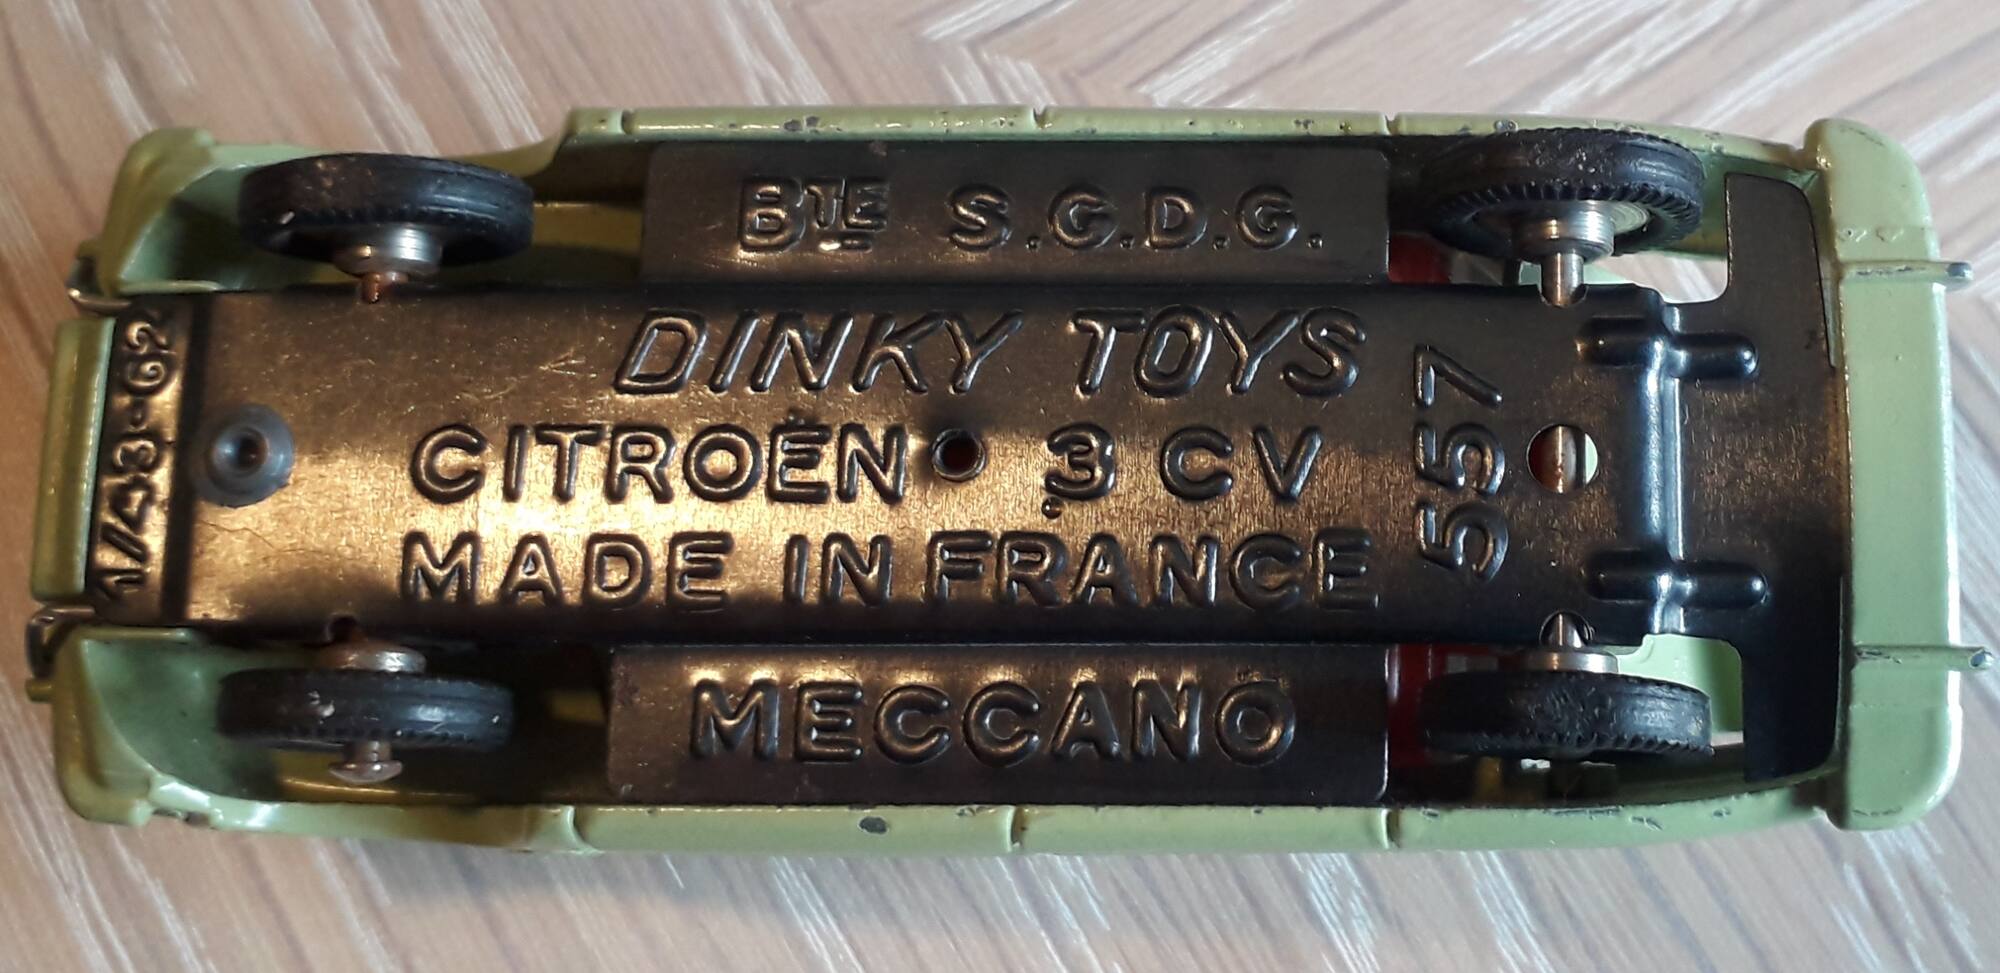 BTE S.G.D.G.
DINKY TOYS
CITROËN 3 CV
MADE IN FRANCE
557
MECCANO
1/43-62